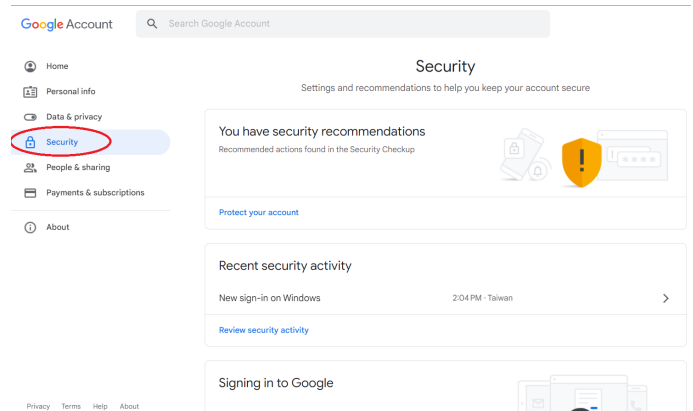 Google Account
Search Google Account
Home
Personal info
Data & privacy
Security
People & sharing
Payments & subscriptions
About
Security
Settings and recommendations to help you keep your account secure
You have security recommendations
Recommended actions found in the Security Checkup
Protect your account
Recent security activity
New sign-in on Windows 2:04 PM · Taiwan
Review security activity
Signing in to Google
Privacy Terms Help About